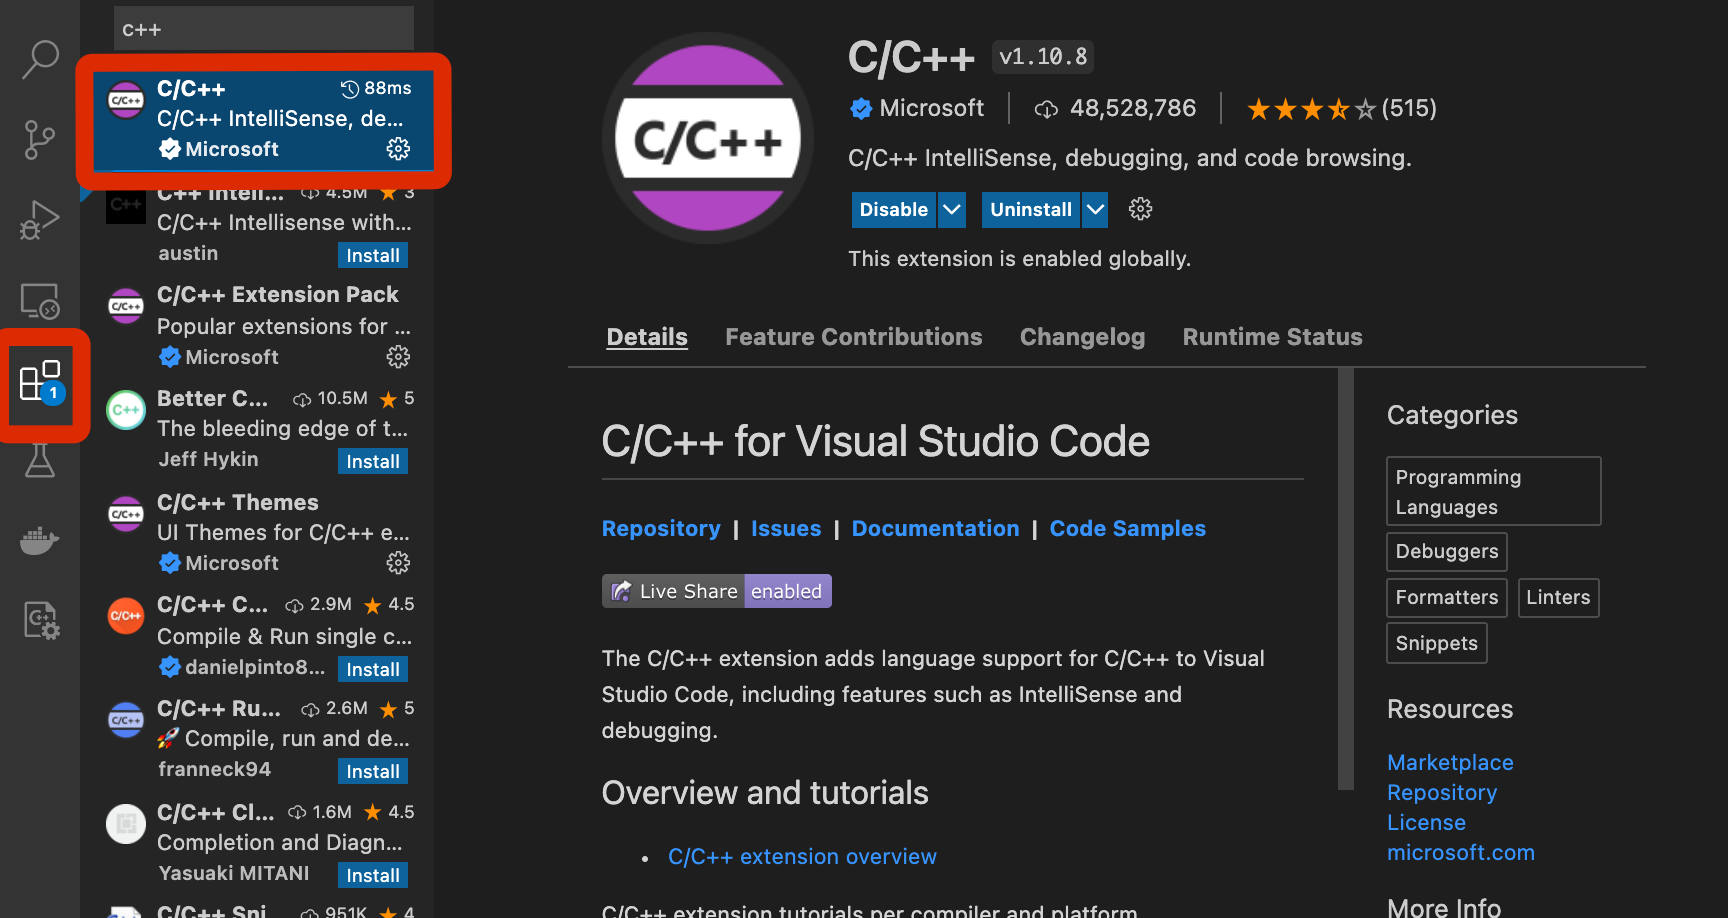 c++
C/C++ 88ms
C/C++ IntelliSense, de...
Microsoft
C++ Intell... 4.5M 3
C/C++ Intellisense with...
austin Install
C/C++ Extension Pack
Popular extensions for ...
Microsoft
Better C... 10.5M 5
The bleeding edge of t...
Jeff Hykin Install
C/C++ Themes
UI Themes for C/C++ e...
Microsoft
C/C++ C... 2.9M 4.5
Compile & Run single c...
danielpinto8... Install
C/C++ Ru... 2.6M 5
🚀 Compile, run and de...
franneck94 Install
C/C++ Cl... 1.6M 4.5
Completion and Diagn...
Yasuaki MITANI Install
C/C++ Sni... 951K 4
1
C/C++
C/C++ v1.10.8
Microsoft | 48,528,786 | ★★★★☆ (515)
C/C++ IntelliSense, debugging, and code browsing.
Disable Uninstall
This extension is enabled globally.
Details Feature Contributions Changelog Runtime Status
C/C++ for Visual Studio Code
Repository | Issues | Documentation | Code Samples
Live Share enabled
The C/C++ extension adds language support for C/C++ to Visual
Studio Code, including features such as IntelliSense and
debugging.
Overview and tutorials
• C/C++ extension overview
C/C++ extension tutorials per compiler and platform
Categories
Programming
Languages
Debuggers
Formatters Linters
Snippets
Resources
Marketplace
Repository
License
microsoft.com
More Info